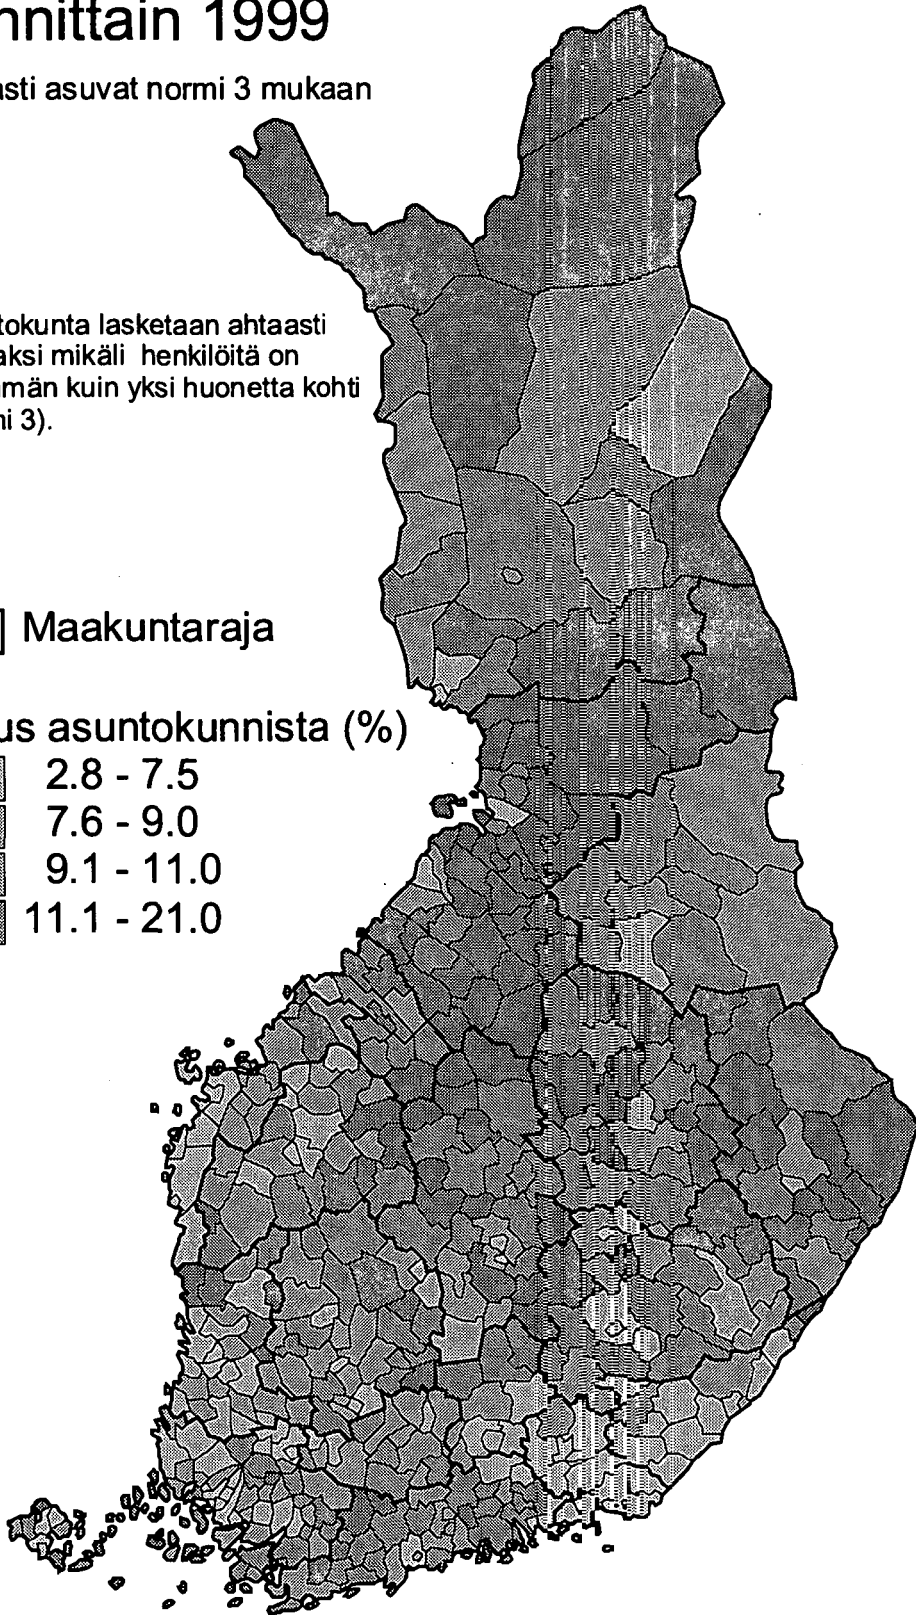 nnittain 1999
asti asuvat normi 3 mukaan
tokunta lasketaan ahtaasti
aksi mikäli henkilöitä on
mmän kuin yksi huonetta kohti
ni 3).
Maakuntaraja
us asuntokunnista (%)
2.8 - 7.5
7.6 - 9.0
9.1 - 11.0
11.1 - 21.0